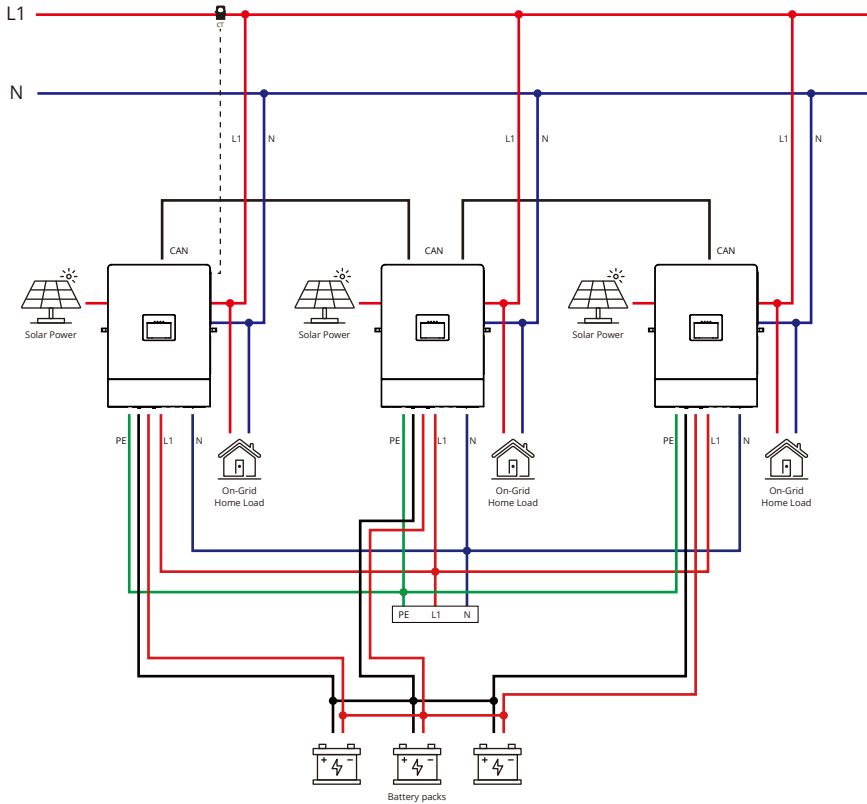 L1
CT
N
L1
N
L1
N
L1
N
CAN
CAN
CAN
Solar Power
Solar Power
Solar Power
PE
L1
N
PE
L1
N
PE
L1
N
On-Grid
Home Load
On-Grid
Home Load
On-Grid
Home Load
PE
L1
N
Battery packs